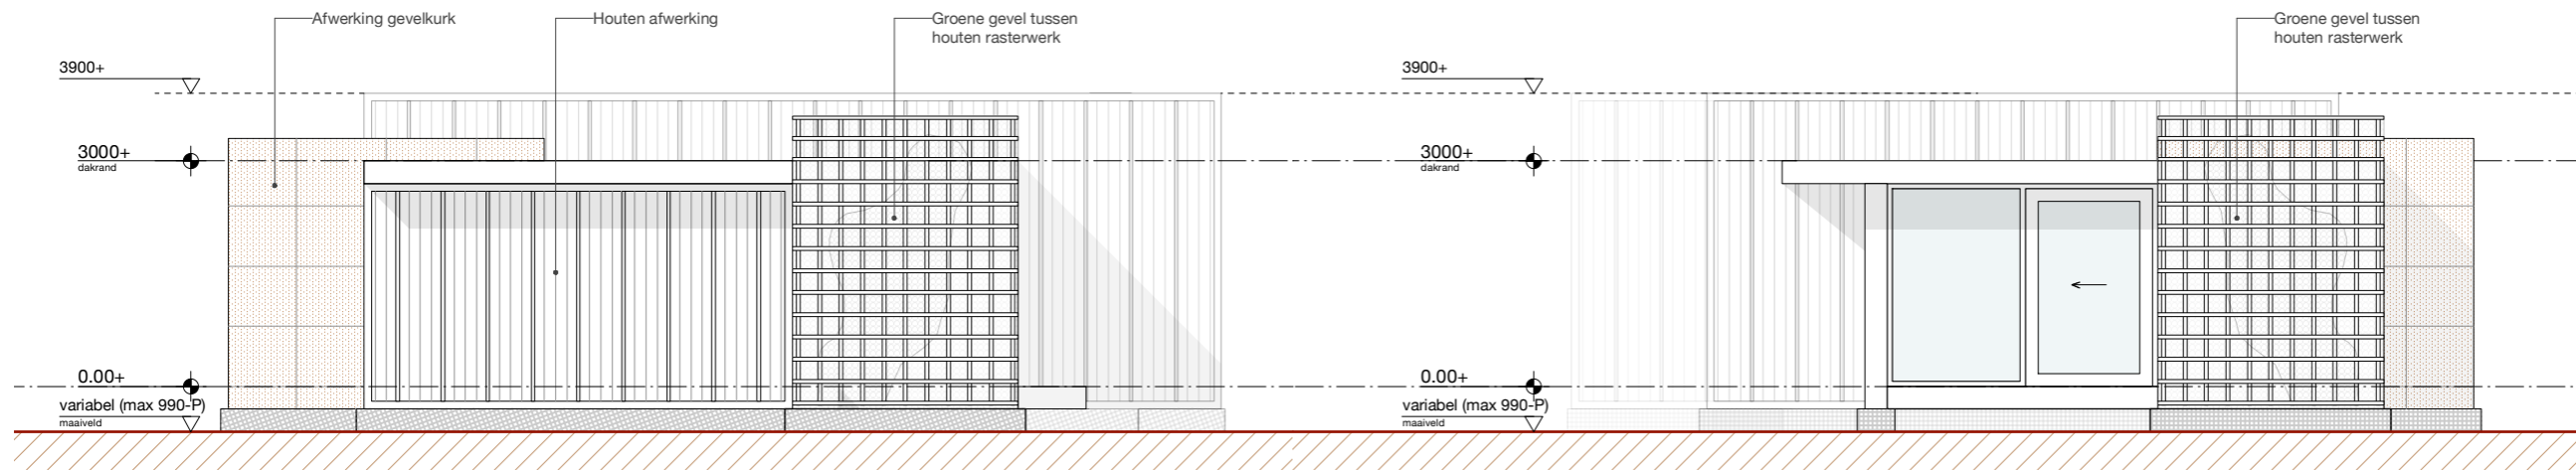 Afwerking gevelkurk
Houten afwerking
Groene gevel tussen
houten rasterwerk
3900+
3000+
dakrand
0.00+
variabel (max 990-P)
maaiveld
Groene gevel tussen
houten rasterwerk
3900+
3000+
dakrand
0.00+
variabel (max 990-P)
maaiveld